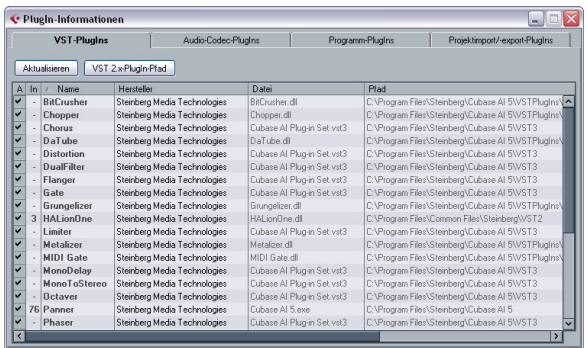 PlugIn-Informationen
VST-PlugIns Audio-Codec-PlugIns Programm-PlugIns Projektimport/-export-PlugIns
Aktualisieren VST 2.x-PlugIn-Pfad
A In Name Hersteller Datei Pfad
- BitCrusher Steinberg Media Technologies BitCrusher.dll C:\Program Files\Steinberg\Cubase AI 5\VSTPlugIns\
- Chopper Steinberg Media Technologies Chopper.dll C:\Program Files\Steinberg\Cubase AI 5\VSTPlugIns\
- Chorus Steinberg Media Technologies Cubase AI Plug-in Set.vst3 C:\Program Files\Steinberg\Cubase AI 5\VST3
- DaTube Steinberg Media Technologies DaTube.dll C:\Program Files\Steinberg\Cubase AI 5\VSTPlugIns\
- Distortion Steinberg Media Technologies Cubase AI Plug-in Set.vst3 C:\Program Files\Steinberg\Cubase AI 5\VST3
- DualFilter Steinberg Media Technologies Cubase AI Plug-in Set.vst3 C:\Program Files\Steinberg\Cubase AI 5\VST3
- Flanger Steinberg Media Technologies Cubase AI Plug-in Set.vst3 C:\Program Files\Steinberg\Cubase AI 5\VST3
- Gate Steinberg Media Technologies Cubase AI Plug-in Set.vst3 C:\Program Files\Steinberg\Cubase AI 5\VST3
- Grungelizer Steinberg Media Technologies Grungelizer.dll C:\Program Files\Steinberg\Cubase AI 5\VSTPlugIns\
3 HALionOne Steinberg Media Technologies HALionOne.dll C:\Program Files\Common Files\Steinberg\VST2
- Limiter Steinberg Media Technologies Cubase AI Plug-in Set.vst3 C:\Program Files\Steinberg\Cubase AI 5\VST3
- Metalizer Steinberg Media Technologies Metalizer.dll C:\Program Files\Steinberg\Cubase AI 5\VSTPlugIns\
- MIDI Gate Steinberg Media Technologies MIDI Gate.dll C:\Program Files\Steinberg\Cubase AI 5\VSTPlugIns\
- MonoDelay Steinberg Media Technologies Cubase AI Plug-in Set.vst3 C:\Program Files\Steinberg\Cubase AI 5\VST3
- MonoToStereo Steinberg Media Technologies Cubase AI Plug-in Set.vst3 C:\Program Files\Steinberg\Cubase AI 5\VST3
- Octaver Steinberg Media Technologies Cubase AI Plug-in Set.vst3 C:\Program Files\Steinberg\Cubase AI 5\VST3
76 Panner Steinberg Media Technologies Cubase AI 5.exe C:\Program Files\Steinberg\Cubase AI 5
- Phaser Steinberg Media Technologies Cubase AI Plug-in Set.vst3 C:\Program Files\Steinberg\Cubase AI 5\VST3